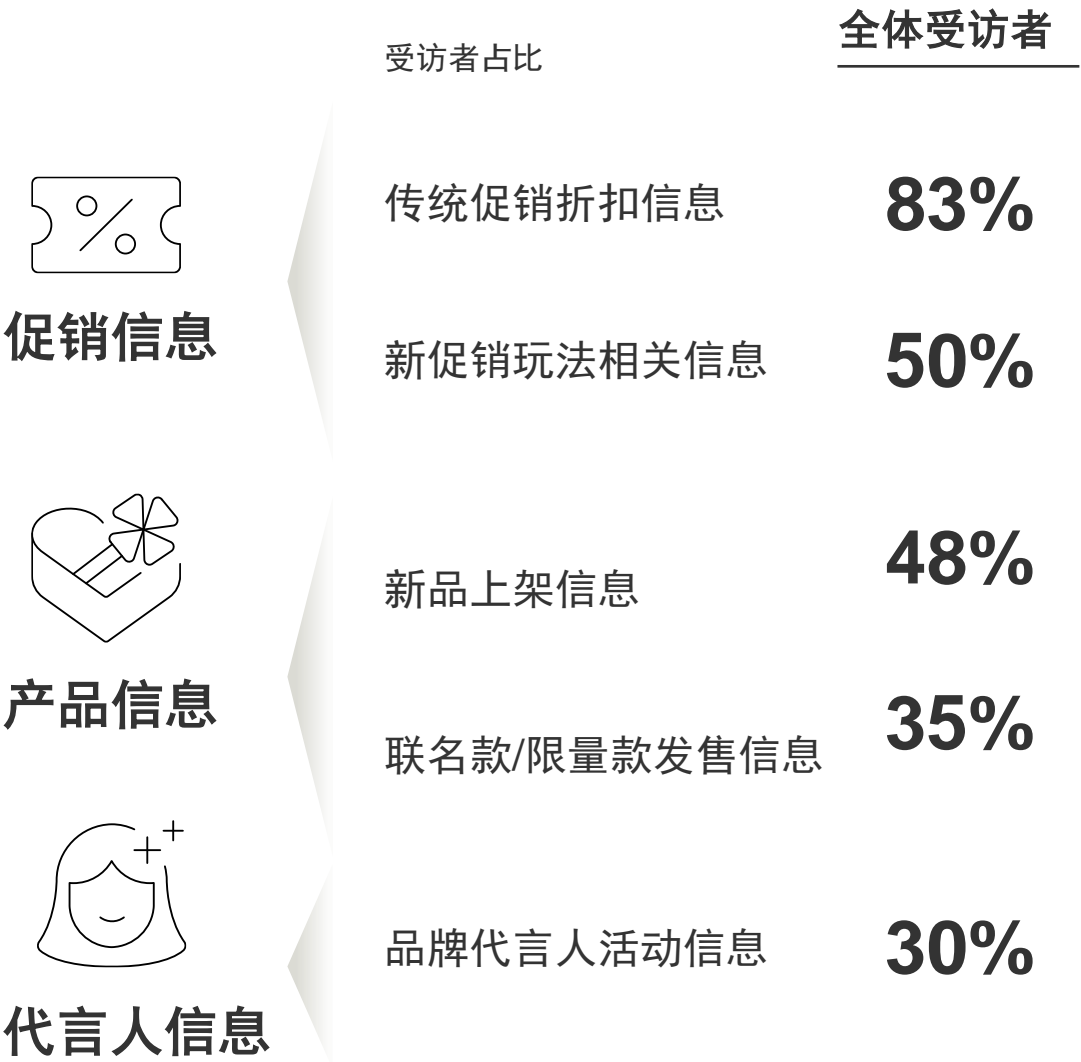 受访者占比
全体受访者
促销信息
传统促销折扣信息 83%
新促销玩法相关信息 50%
产品信息
新品上架信息 48%
联名款/限量款发售信息 35%
代言人信息
品牌代言人活动信息 30%